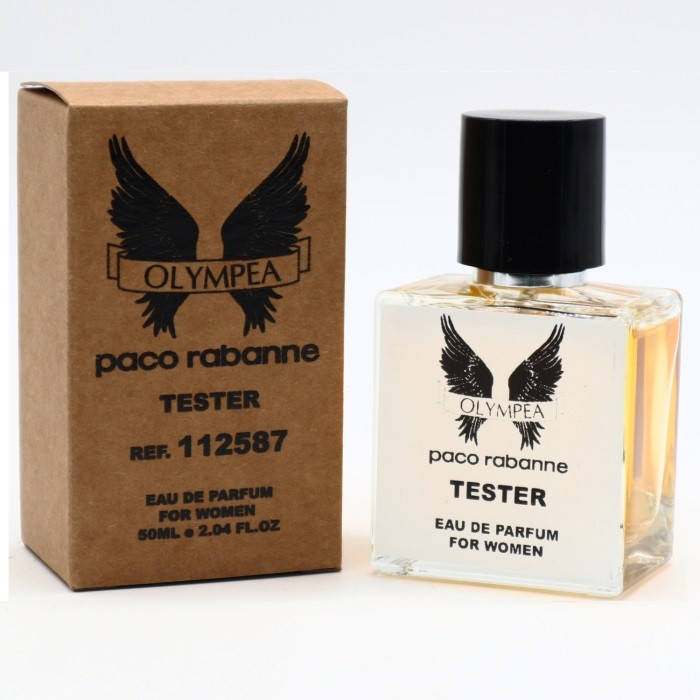 OLYMPEA
paco rabanne
TESTER
REF. 112587
EAU DE PARFUM
FOR WOMEN
50ML ● 2.04 FL.OZ
OLYMPEA
paco rabanne
TESTER
EAU DE PARFUM
FOR WOMEN